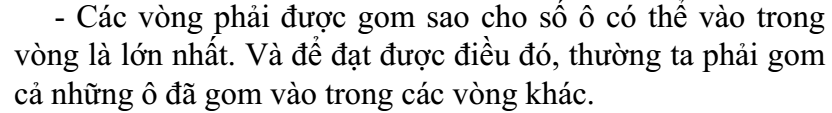 - Các vòng phải được gom sao cho số ô có thể vào trong
vòng là lớn nhất. Và để đạt được điều đó, thường ta phải gom
cả những ô đã gom vào trong các vòng khác.